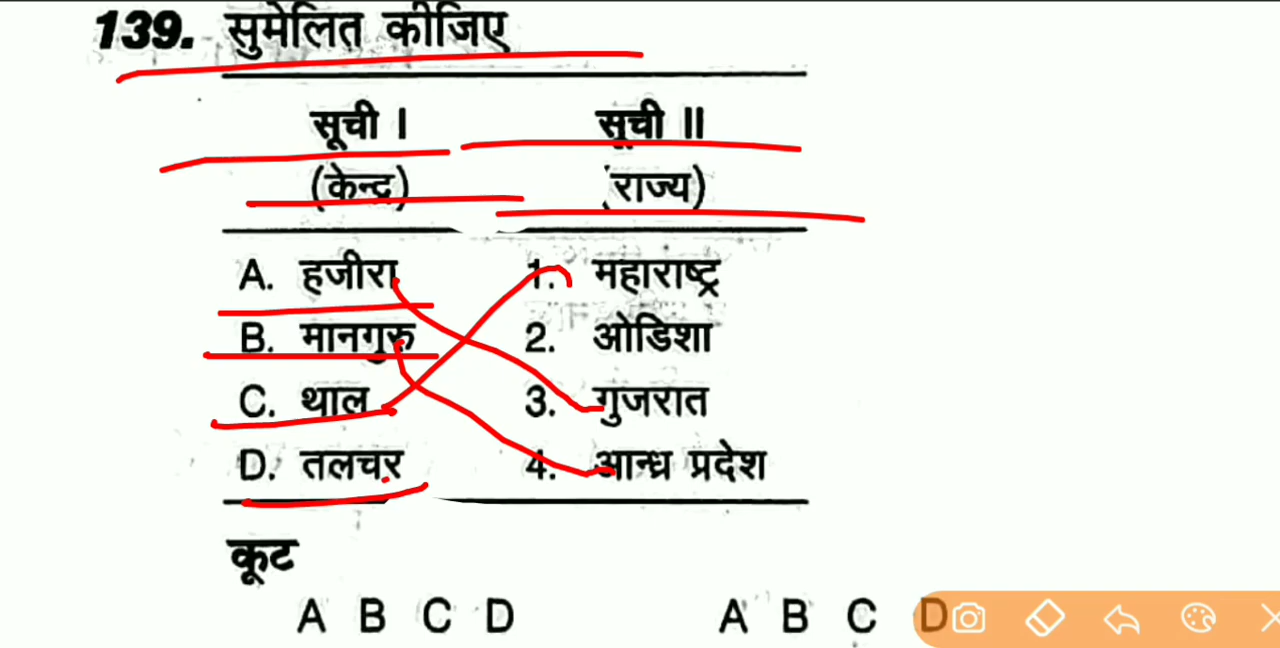 139. सुमेलित कीजिए
सूची I सूची II
(केन्द्र) (राज्य)
A. हजीरा 1. महाराष्ट्र
B. मानगुरु 2. ओडिशा
C. थाल 3. गुजरात
D. तलचर 4. आन्ध्र प्रदेश
कूट
A B C D A B C D